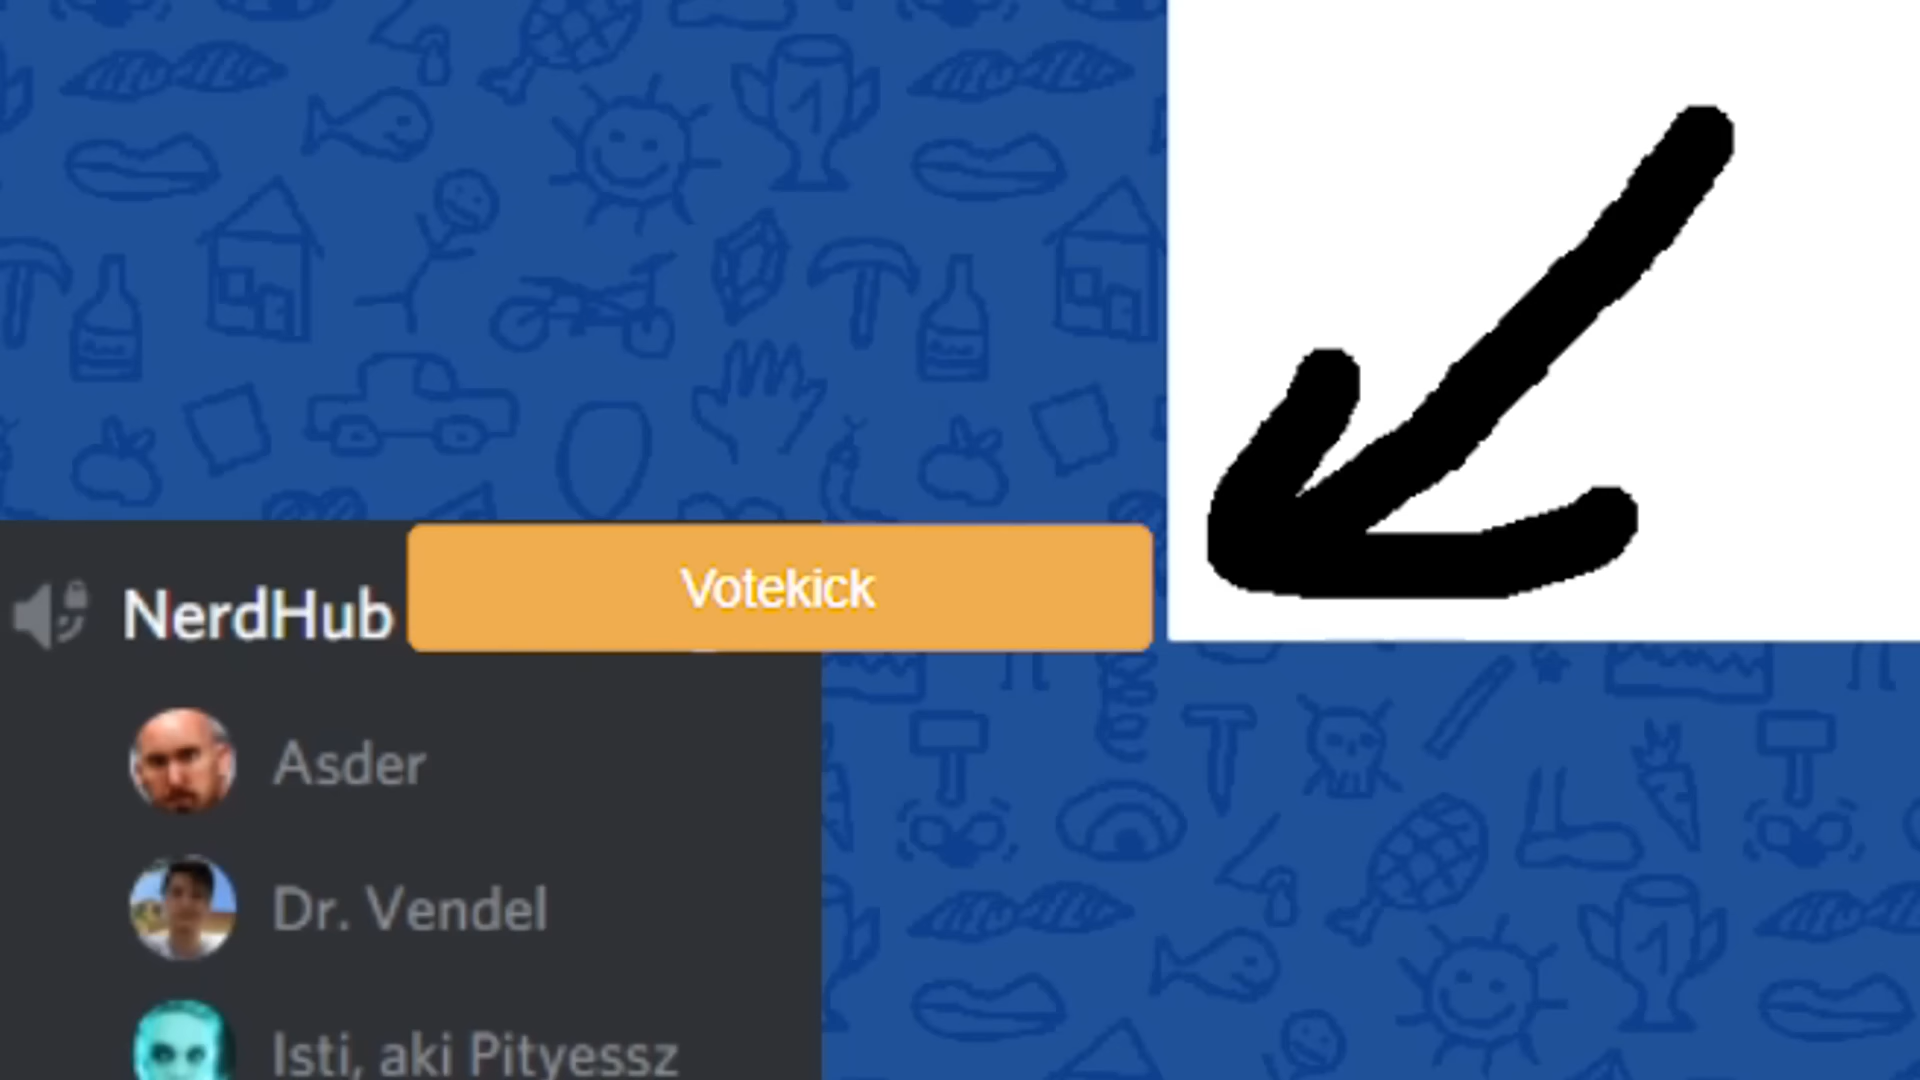 Votekick
NerdHub
Asder
Dr. Vendel
Isti, aki Pityessz